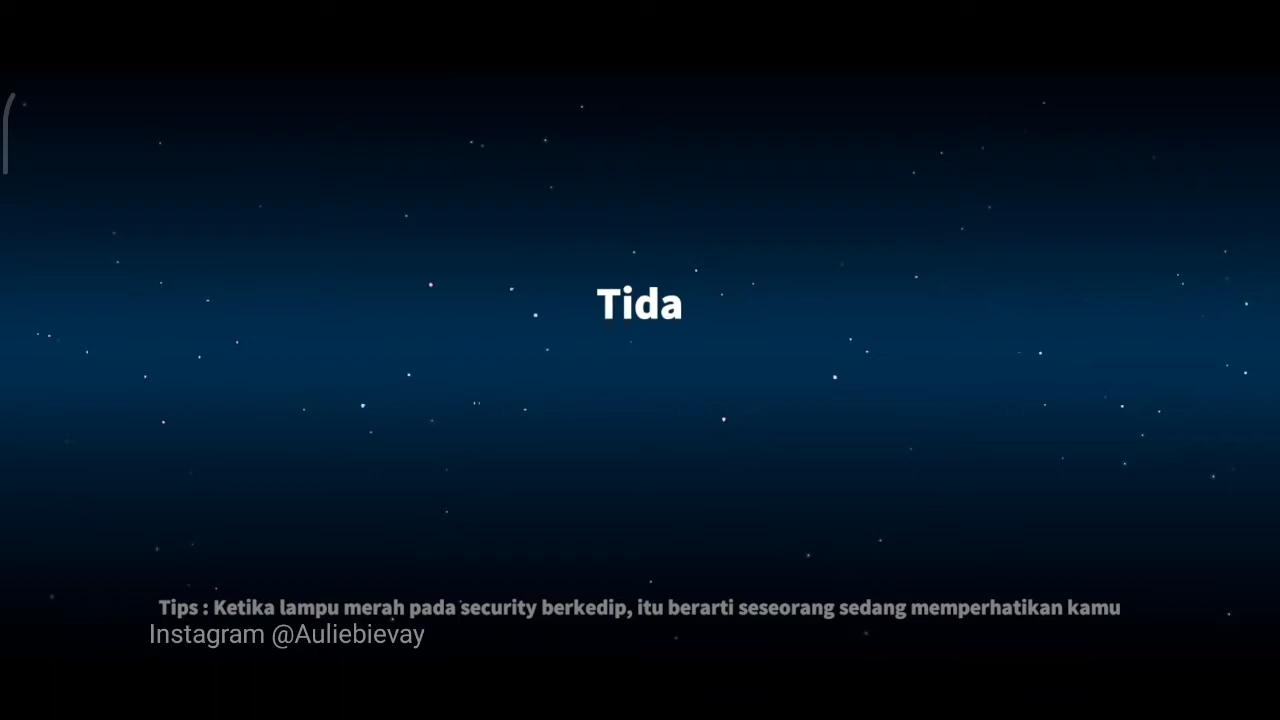 Tida
Tips : Ketika lampu merah pada security berkedip, itu berarti seseorang sedang memperhatikan kamu
Instagram @Auliebievay